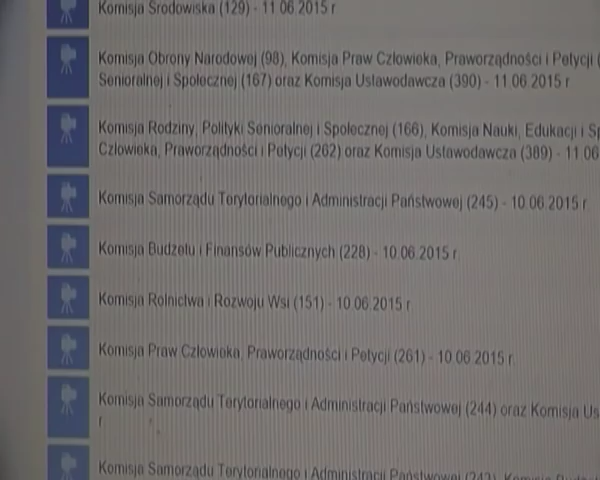 Komisja Środowiska (129) - 11.06.2015 r
Komisja Obrony Narodowej (98), Komisja Praw Człowieka, Praworządności i Petycji (
Senioralnej i Społecznej (167) oraz Komisja Ustawodawcza (390) - 11.06.2015 r
Komisja Rodziny, Polityki Senioralnej i Społecznej (166), Komisja Nauki, Edukacji i Sp
Człowieka, Praworządności i Petycji (262) oraz Komisja Ustawodawcza (389) - 11.06
Komisja Samorządu Terytorialnego i Administracji Państwowej (245) - 10.06.2015 r.
Komisja Budżetu i Finansów Publicznych (228) - 10.06.2015 r.
Komisja Rolnictwa i Rozwoju Wsi (151) - 10.06.2015 r
Komisja Praw Człowieka, Praworządności i Petycji (261) - 10.06.2015 r.
Komisja Samorządu Terytorialnego i Administracji Państwowej (244) oraz Komisja Us
r
Komisja Samorządu Terytorialnego i Administracji Państwowej (243), Komisja